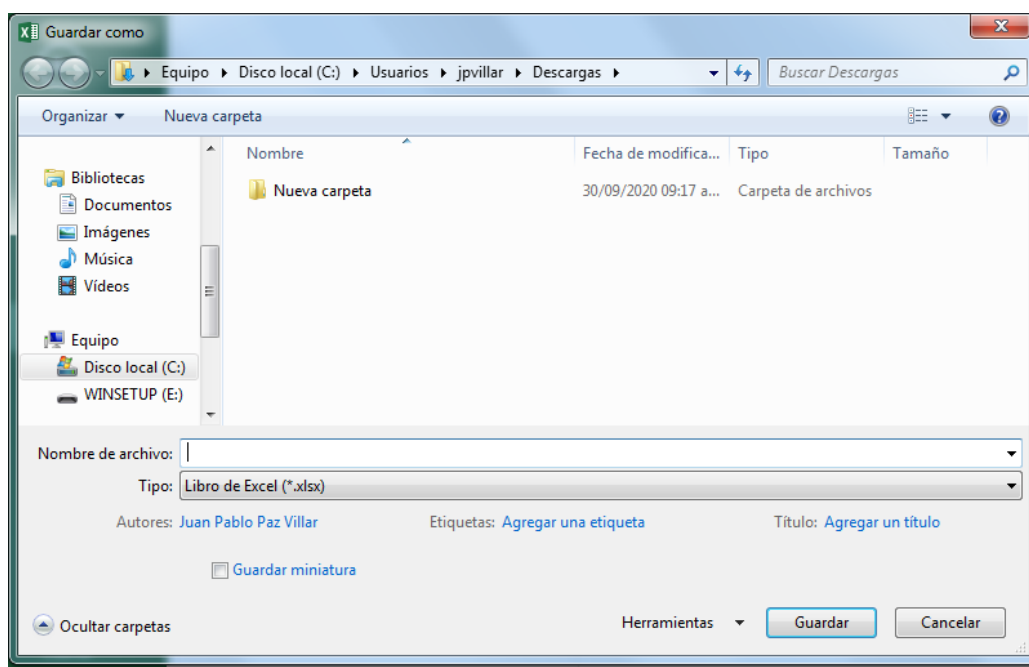 Guardar como
Equipo Disco local (C:) Usuarios jpvillar Descargas Buscar Descargas
Organizar Nueva carpeta
Nombre Fecha de modifica... Tipo Tamaño
Bibliotecas
Nueva carpeta 30/09/2020 09:17 a... Carpeta de archivos
Documentos
Imágenes
Música
Vídeos
Equipo
Disco local (C:)
WINSETUP (E:)
Nombre de archivo:
Tipo: Libro de Excel (*.xlsx)
Autores: Juan Pablo Paz Villar Etiquetas: Agregar una etiqueta Título: Agregar un título
Guardar miniatura
Ocultar carpetas Herramientas Guardar Cancelar